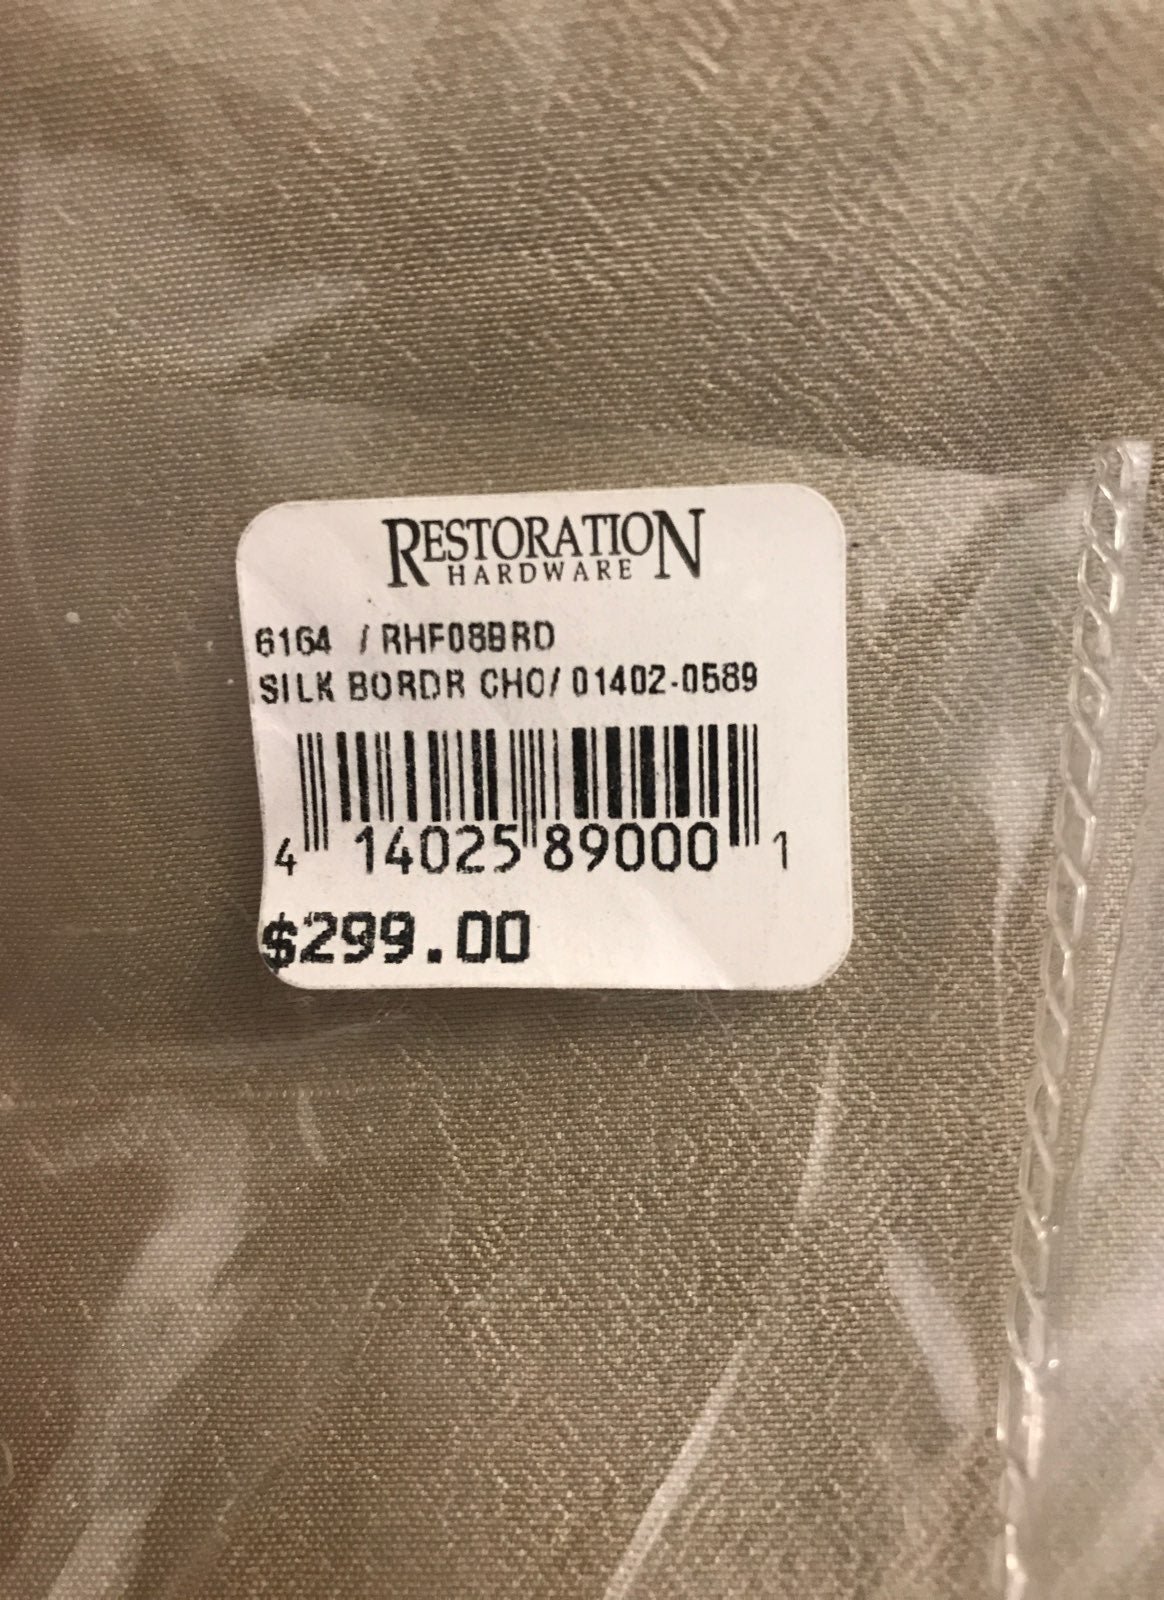 RESTORATION
HARDWARE
6164 / RHF08BRD
SILK BORDR CHO/ 01402-0589
4 14025 89000 1
$299.00